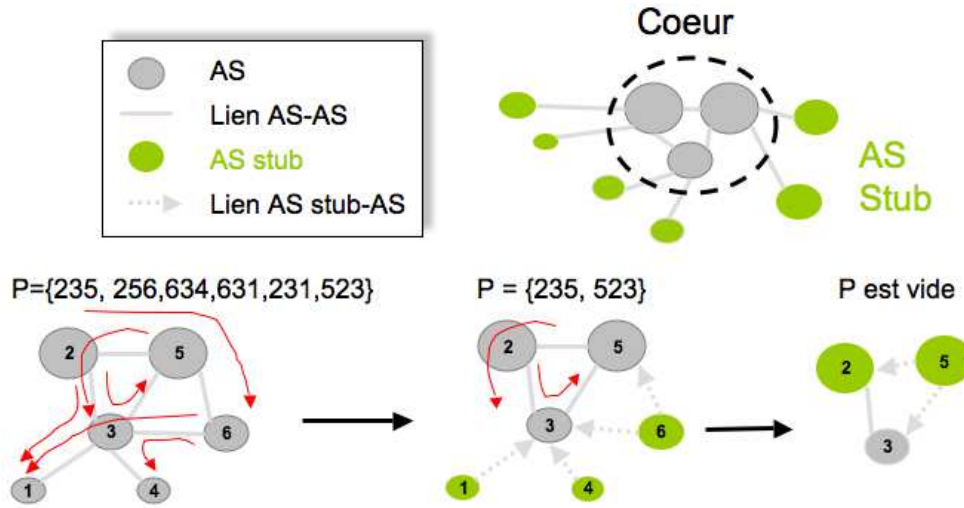 Coeur
AS
Lien AS-AS
AS stub
Lien AS stub-AS
AS
Stub
P={235, 256,634,631,231,523}
P = {235, 523}
P est vide
2
5
3
6
1
4
2
5
3
6
1
4
2
5
3